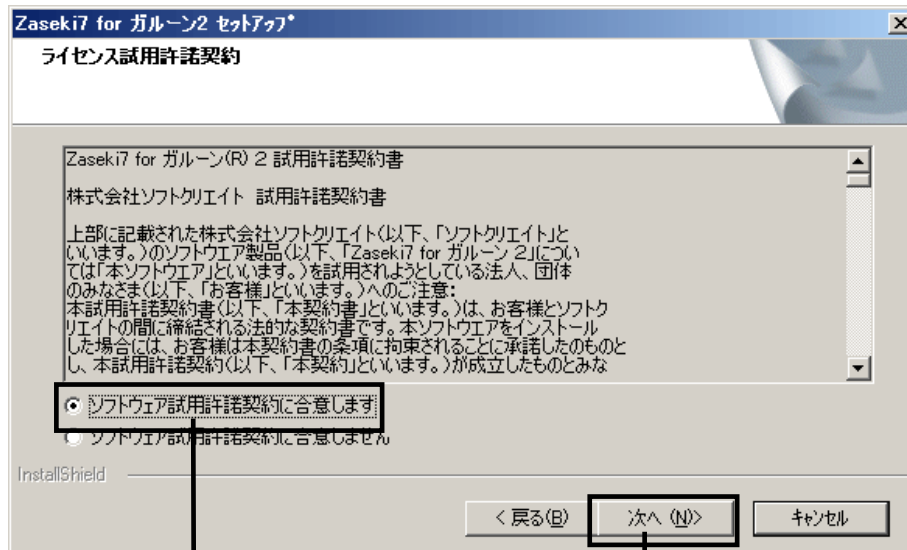 Zaseki7 for ガルーン2 セットアップ
ライセンス試用許諾契約
Zaseki7 for ガルーン(R) 2 試用許諾契約書
株式会社ソフトクリエイト 試用許諾契約書
上部に記載された株式会社ソフトクリエイト(以下、「ソフトクリエイト」と
いいます。)のソフトウエア製品(以下、「Zaseki7 for ガルーン 2」につい
ては「本ソフトウエア」といいます。)を試用されようとしている法人、団体
のみなさま(以下、「お客様」といいます。)へのご注意:
本試用許諾契約書(以下、「本契約書」といいます。)は、お客様とソフトク
リエイトの間に締結される法的な契約書です。本ソフトウエアをインストール
した場合には、お客様は本契約書の条項に拘束されることに承諾したのものと
し、本試用許諾契約(以下、「本契約」といいます。)が成立したものとみな
ソフトウェア試用許諾契約に合意します
ソフトウェア試用許諾契約に合意しません
InstallShield
< 戻る(B)
次へ (N)>
キャンセル